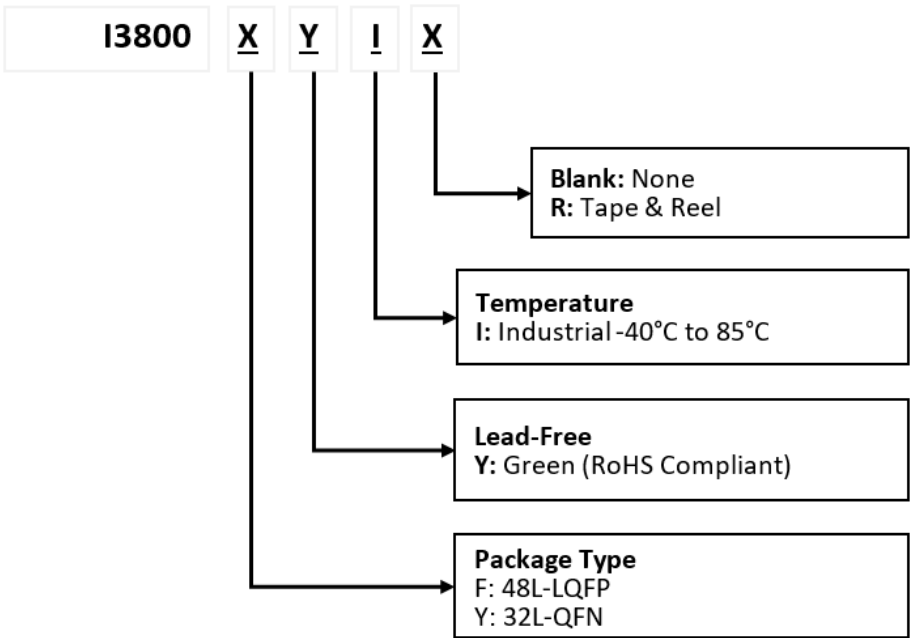 I3800 X Y I X
Blank: None
R: Tape & Reel
Temperature
I: Industrial -40°C to 85°C
Lead-Free
Y: Green (RoHS Compliant)
Package Type
F: 48L-LQFP
Y: 32L-QFN